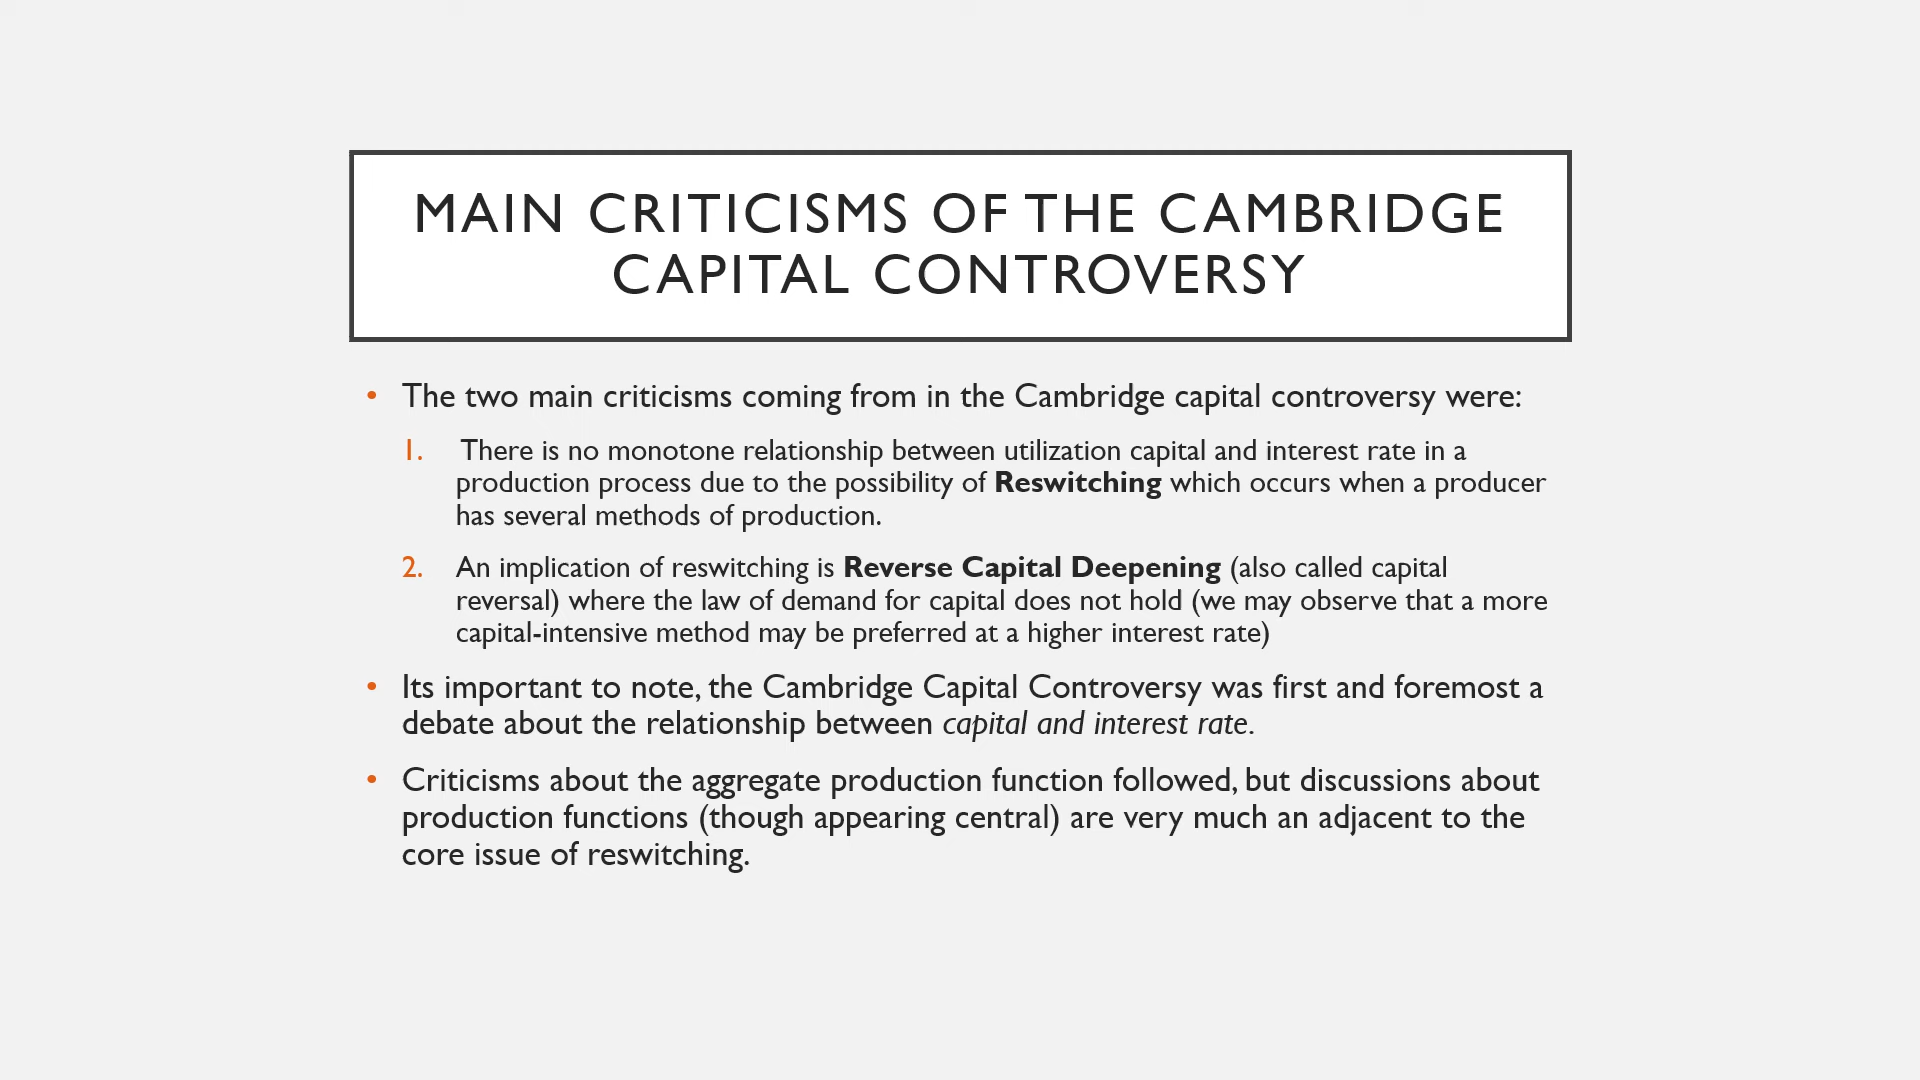 MAIN CRITICISMS OF THE CAMBRIDGE
CAPITAL CONTROVERSY
• The two main criticisms coming from in the Cambridge capital controversy were:
1. There is no monotone relationship between utilization capital and interest rate in a
production process due to the possibility of Reswitching which occurs when a producer
has several methods of production.
2. An implication of reswitching is Reverse Capital Deepening (also called capital
reversal) where the law of demand for capital does not hold (we may observe that a more
capital-intensive method may be preferred at a higher interest rate)
• Its important to note, the Cambridge Capital Controversy was first and foremost a
debate about the relationship between capital and interest rate.
• Criticisms about the aggregate production function followed, but discussions about
production functions (though appearing central) are very much an adjacent to the
core issue of reswitching.